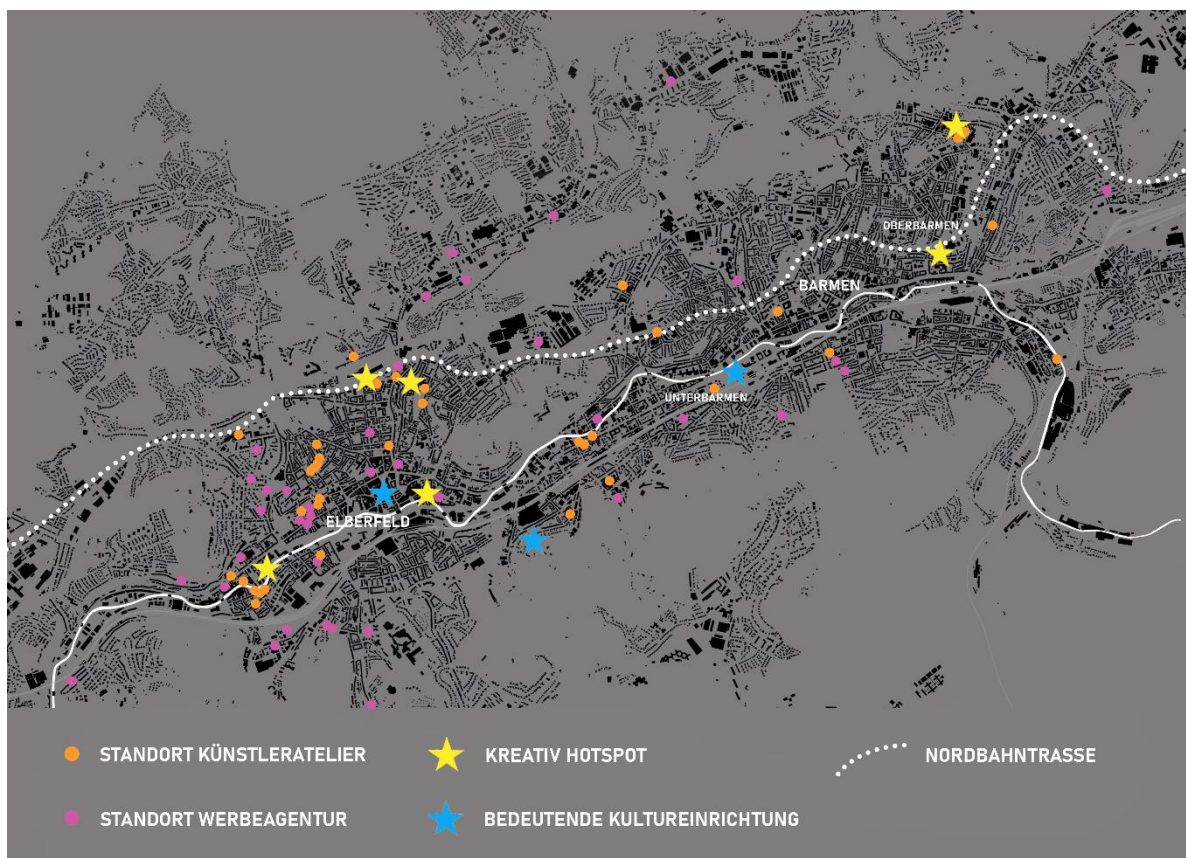 OBERBARMEN
BARMEN
UNTERBARMEN
ELBERFELD
STANDORT KÜNSTLERATELIER
KREATIV HOTSPOT
NORDBAHNTRASSE
STANDORT WERBEAGENTUR
BEDEUTENDE KULTUREINRICHTUNG